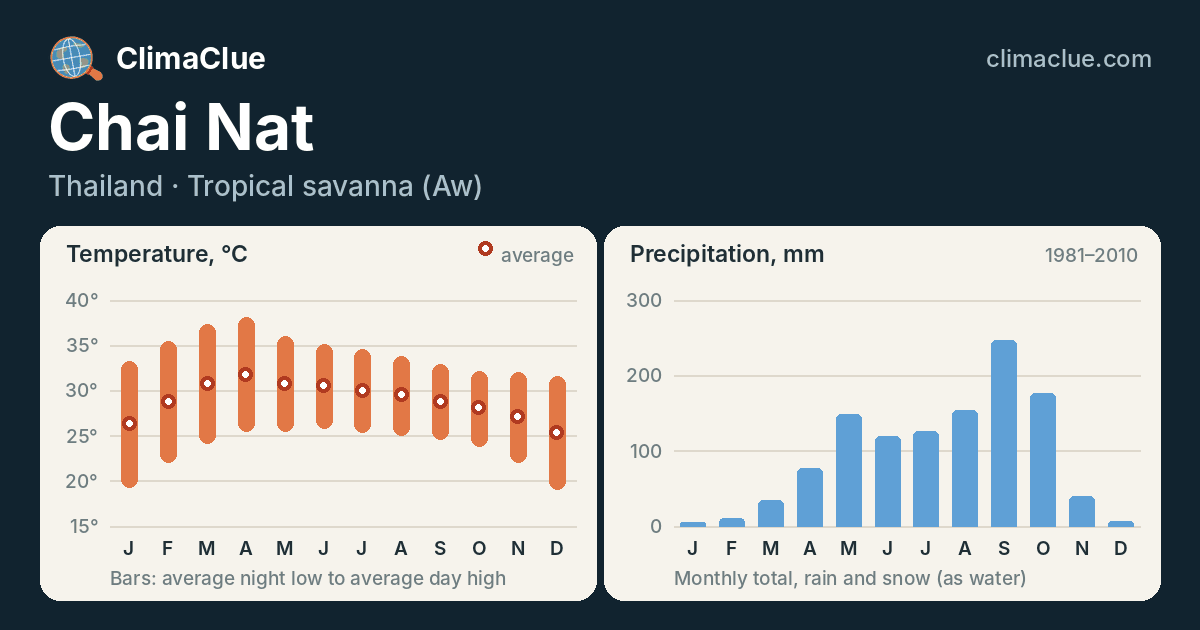 ClimaClue
climaclue.com
Chai Nat
Thailand · Tropical savanna (Aw)
Temperature, °C
average
40°
35°
30°
25°
20°
15°
J F M A M J J A S O N D
Bars: average night low to average day high
Precipitation, mm
1981–2010
300
200
100
0
J F M A M J J A S O N D
Monthly total, rain and snow (as water)